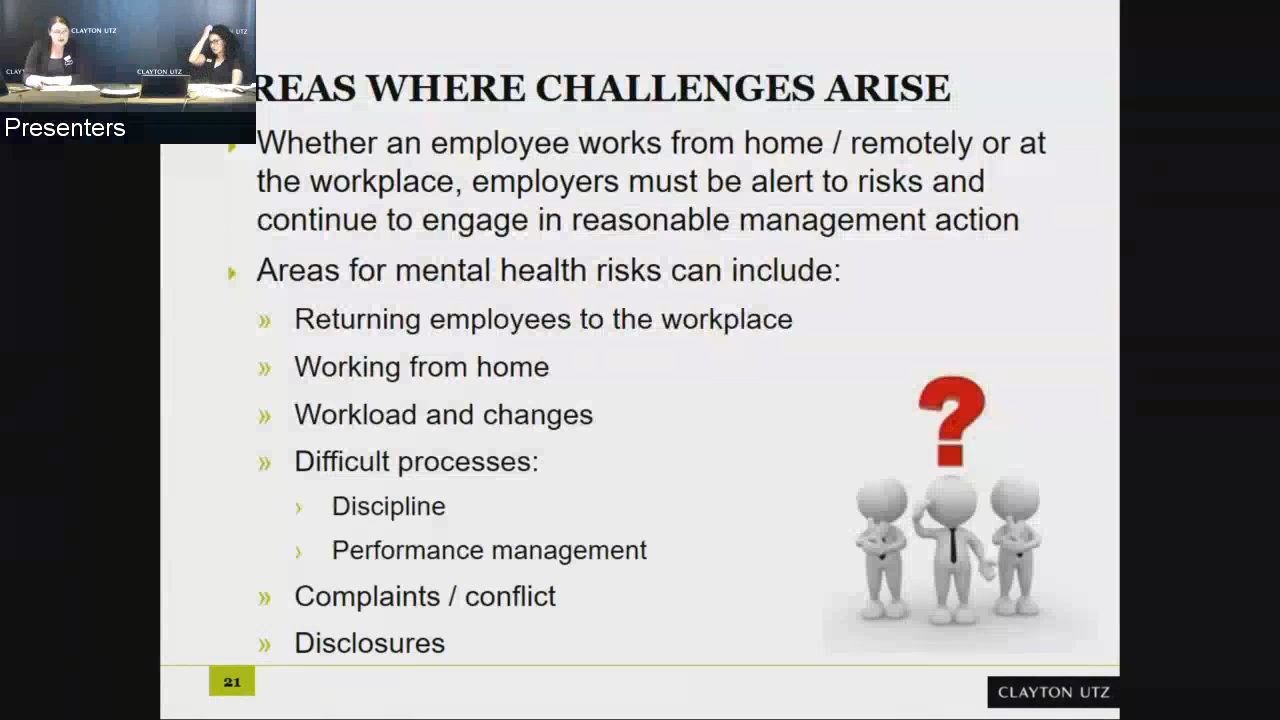 CLAYTON UTZ
UTZ
CLAYTON UTZ
Presenters
REAS WHERE CHALLENGES ARISE
Whether an employee works from home / remotely or at
the workplace, employers must be alert to risks and
continue to engage in reasonable management action
Areas for mental health risks can include:
» Returning employees to the workplace
» Working from home
» Workload and changes
» Difficult processes:
› Discipline
› Performance management
» Complaints / conflict
» Disclosures
?
21
CLAYTON UTZ